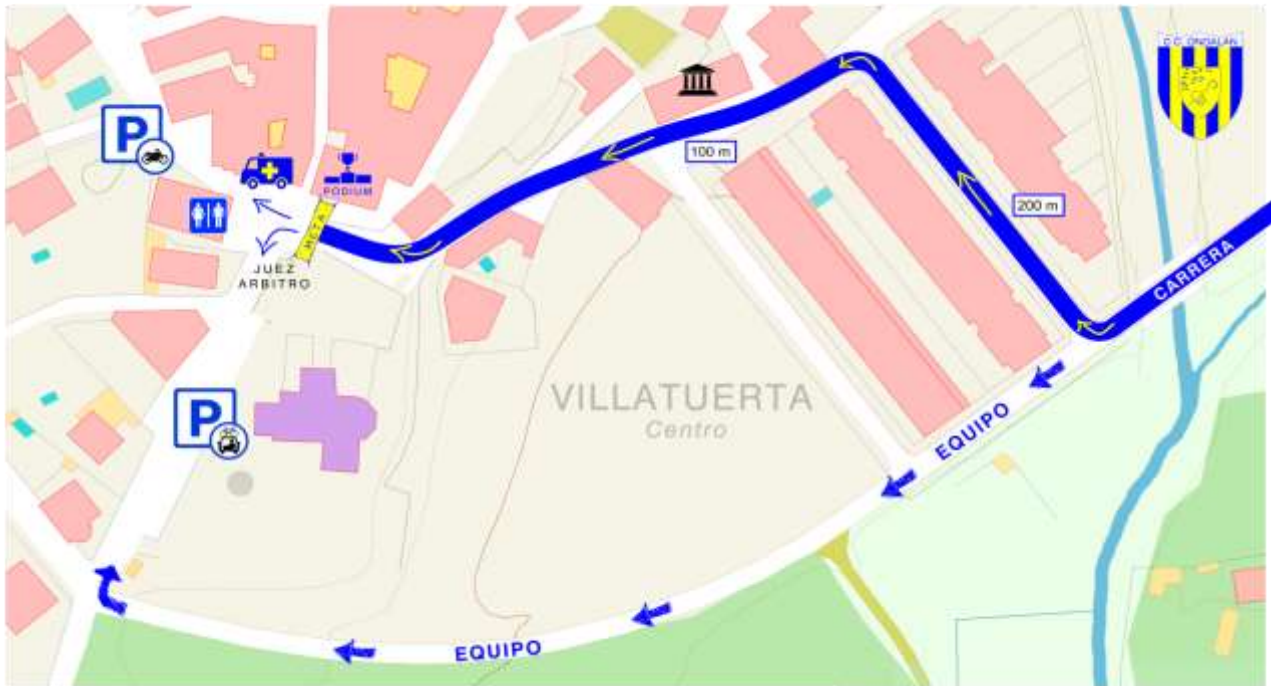 C.C. ONDALAN
P
100 m
PODIUM
200 m
META
CARRERA
JUEZ
ARBITRO
VILLATUERTA
Centro
P
EQUIPO
EQUIPO